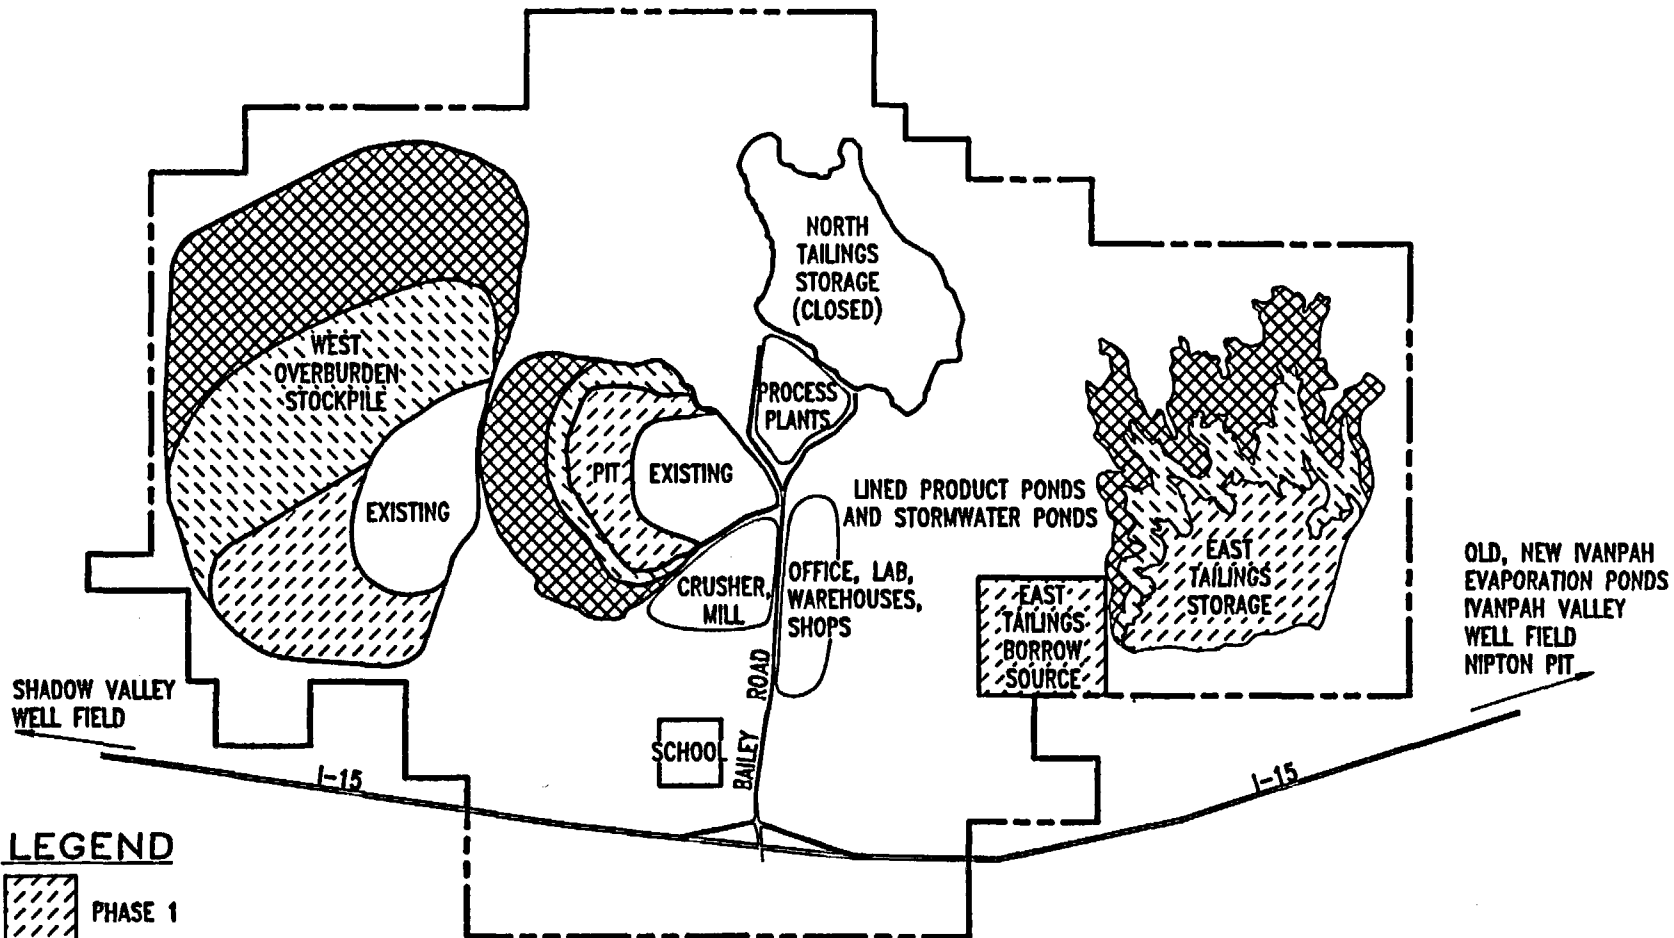 NORTH
TAILINGS
STORAGE
(CLOSED)
WEST
OVERBURDEN
STOCKPILE
PROCESS
PLANTS
PIT
EXISTING
EXISTING
LINED PRODUCT PONDS
AND STORMWATER PONDS
EAST
TAILINGS
STORAGE
OLD, NEW IVANPAH
EVAPORATION PONDS
IVANPAH VALLEY
WELL FIELD
NIPTON PIT
CRUSHER,
MILL
OFFICE, LAB,
WAREHOUSES,
SHOPS
EAST
TAILINGS
BORROW
SOURCE
SHADOW VALLEY
WELL FIELD
BAILEY ROAD
SCHOOL
I-15
I-15
LEGEND
PHASE 1